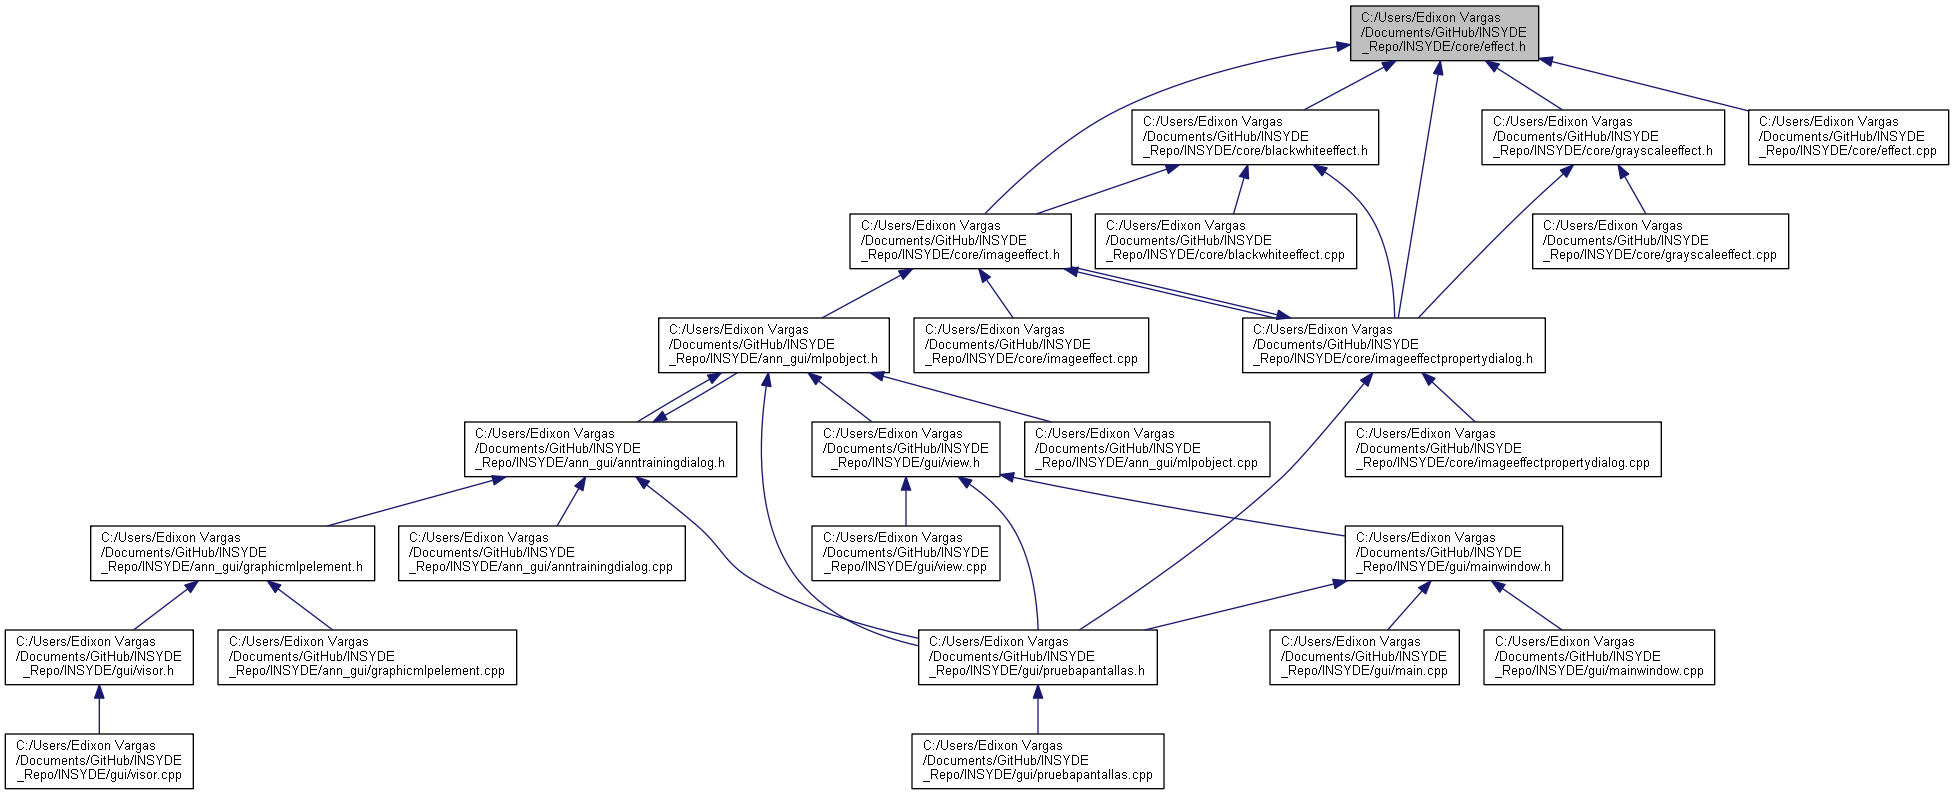 C:/Users/Edixon Vargas
/Documents/GitHub/INSYDE
_Repo/INSYDE/core/effect.h
C:/Users/Edixon Vargas
/Documents/GitHub/INSYDE
_Repo/INSYDE/core/blackwhiteeffect.h
C:/Users/Edixon Vargas
/Documents/GitHub/INSYDE
_Repo/INSYDE/core/grayscaleeffect.h
C:/Users/Edixon Vargas
/Documents/GitHub/INSYDE
_Repo/INSYDE/core/effect.cpp
C:/Users/Edixon Vargas
/Documents/GitHub/INSYDE
_Repo/INSYDE/core/imageeffect.h
C:/Users/Edixon Vargas
/Documents/GitHub/INSYDE
_Repo/INSYDE/core/blackwhiteeffect.cpp
C:/Users/Edixon Vargas
/Documents/GitHub/INSYDE
_Repo/INSYDE/core/grayscaleeffect.cpp
C:/Users/Edixon Vargas
/Documents/GitHub/INSYDE
_Repo/INSYDE/ann_gui/mlpobject.h
C:/Users/Edixon Vargas
/Documents/GitHub/INSYDE
_Repo/INSYDE/core/imageeffect.cpp
C:/Users/Edixon Vargas
/Documents/GitHub/INSYDE
_Repo/INSYDE/core/imageeffectpropertydialog.h
C:/Users/Edixon Vargas
/Documents/GitHub/INSYDE
_Repo/INSYDE/ann_gui/anntrainingdialog.h
C:/Users/Edixon Vargas
/Documents/GitHub/INSYDE
_Repo/INSYDE/gui/view.h
C:/Users/Edixon Vargas
/Documents/GitHub/INSYDE
_Repo/INSYDE/ann_gui/mlpobject.cpp
C:/Users/Edixon Vargas
/Documents/GitHub/INSYDE
_Repo/INSYDE/core/imageeffectpropertydialog.cpp
C:/Users/Edixon Vargas
/Documents/GitHub/INSYDE
_Repo/INSYDE/ann_gui/graphicmlpelement.h
C:/Users/Edixon Vargas
/Documents/GitHub/INSYDE
_Repo/INSYDE/ann_gui/anntrainingdialog.cpp
C:/Users/Edixon Vargas
/Documents/GitHub/INSYDE
_Repo/INSYDE/gui/view.cpp
C:/Users/Edixon Vargas
/Documents/GitHub/INSYDE
_Repo/INSYDE/gui/mainwindow.h
C:/Users/Edixon Vargas
/Documents/GitHub/INSYDE
_Repo/INSYDE/gui/visor.h
C:/Users/Edixon Vargas
/Documents/GitHub/INSYDE
_Repo/INSYDE/ann_gui/graphicmlpelement.cpp
C:/Users/Edixon Vargas
/Documents/GitHub/INSYDE
_Repo/INSYDE/gui/pruebapantallas.h
C:/Users/Edixon Vargas
/Documents/GitHub/INSYDE
_Repo/INSYDE/gui/main.cpp
C:/Users/Edixon Vargas
/Documents/GitHub/INSYDE
_Repo/INSYDE/gui/mainwindow.cpp
C:/Users/Edixon Vargas
/Documents/GitHub/INSYDE
_Repo/INSYDE/gui/visor.cpp
C:/Users/Edixon Vargas
/Documents/GitHub/INSYDE
_Repo/INSYDE/gui/pruebapantallas.cpp